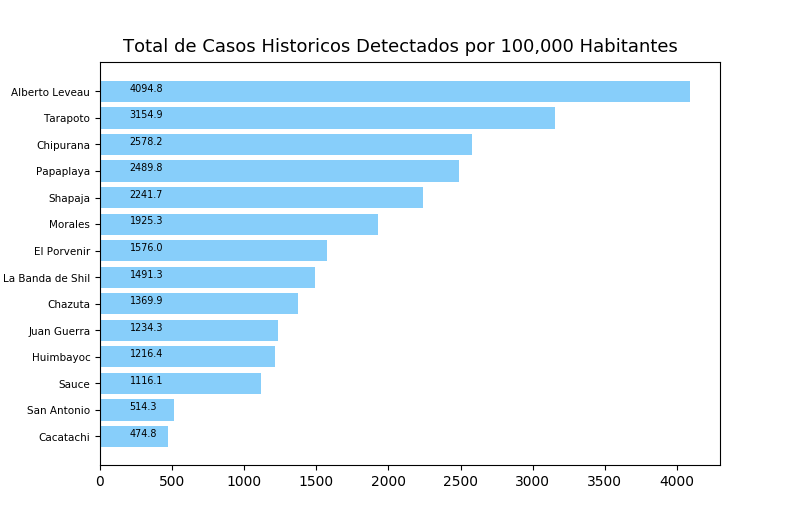 Total de Casos Historicos Detectados por 100,000 Habitantes
Alberto Leveau 4094.8
Tarapoto 3154.9
Chipurana 2578.2
Papaplaya 2489.8
Shapaja 2241.7
Morales 1925.3
El Porvenir 1576.0
La Banda de Shil 1491.3
Chazuta 1369.9
Juan Guerra 1234.3
Huimbayoc 1216.4
Sauce 1116.1
San Antonio 514.3
Cacatachi 474.8
0 500 1000 1500 2000 2500 3000 3500 4000